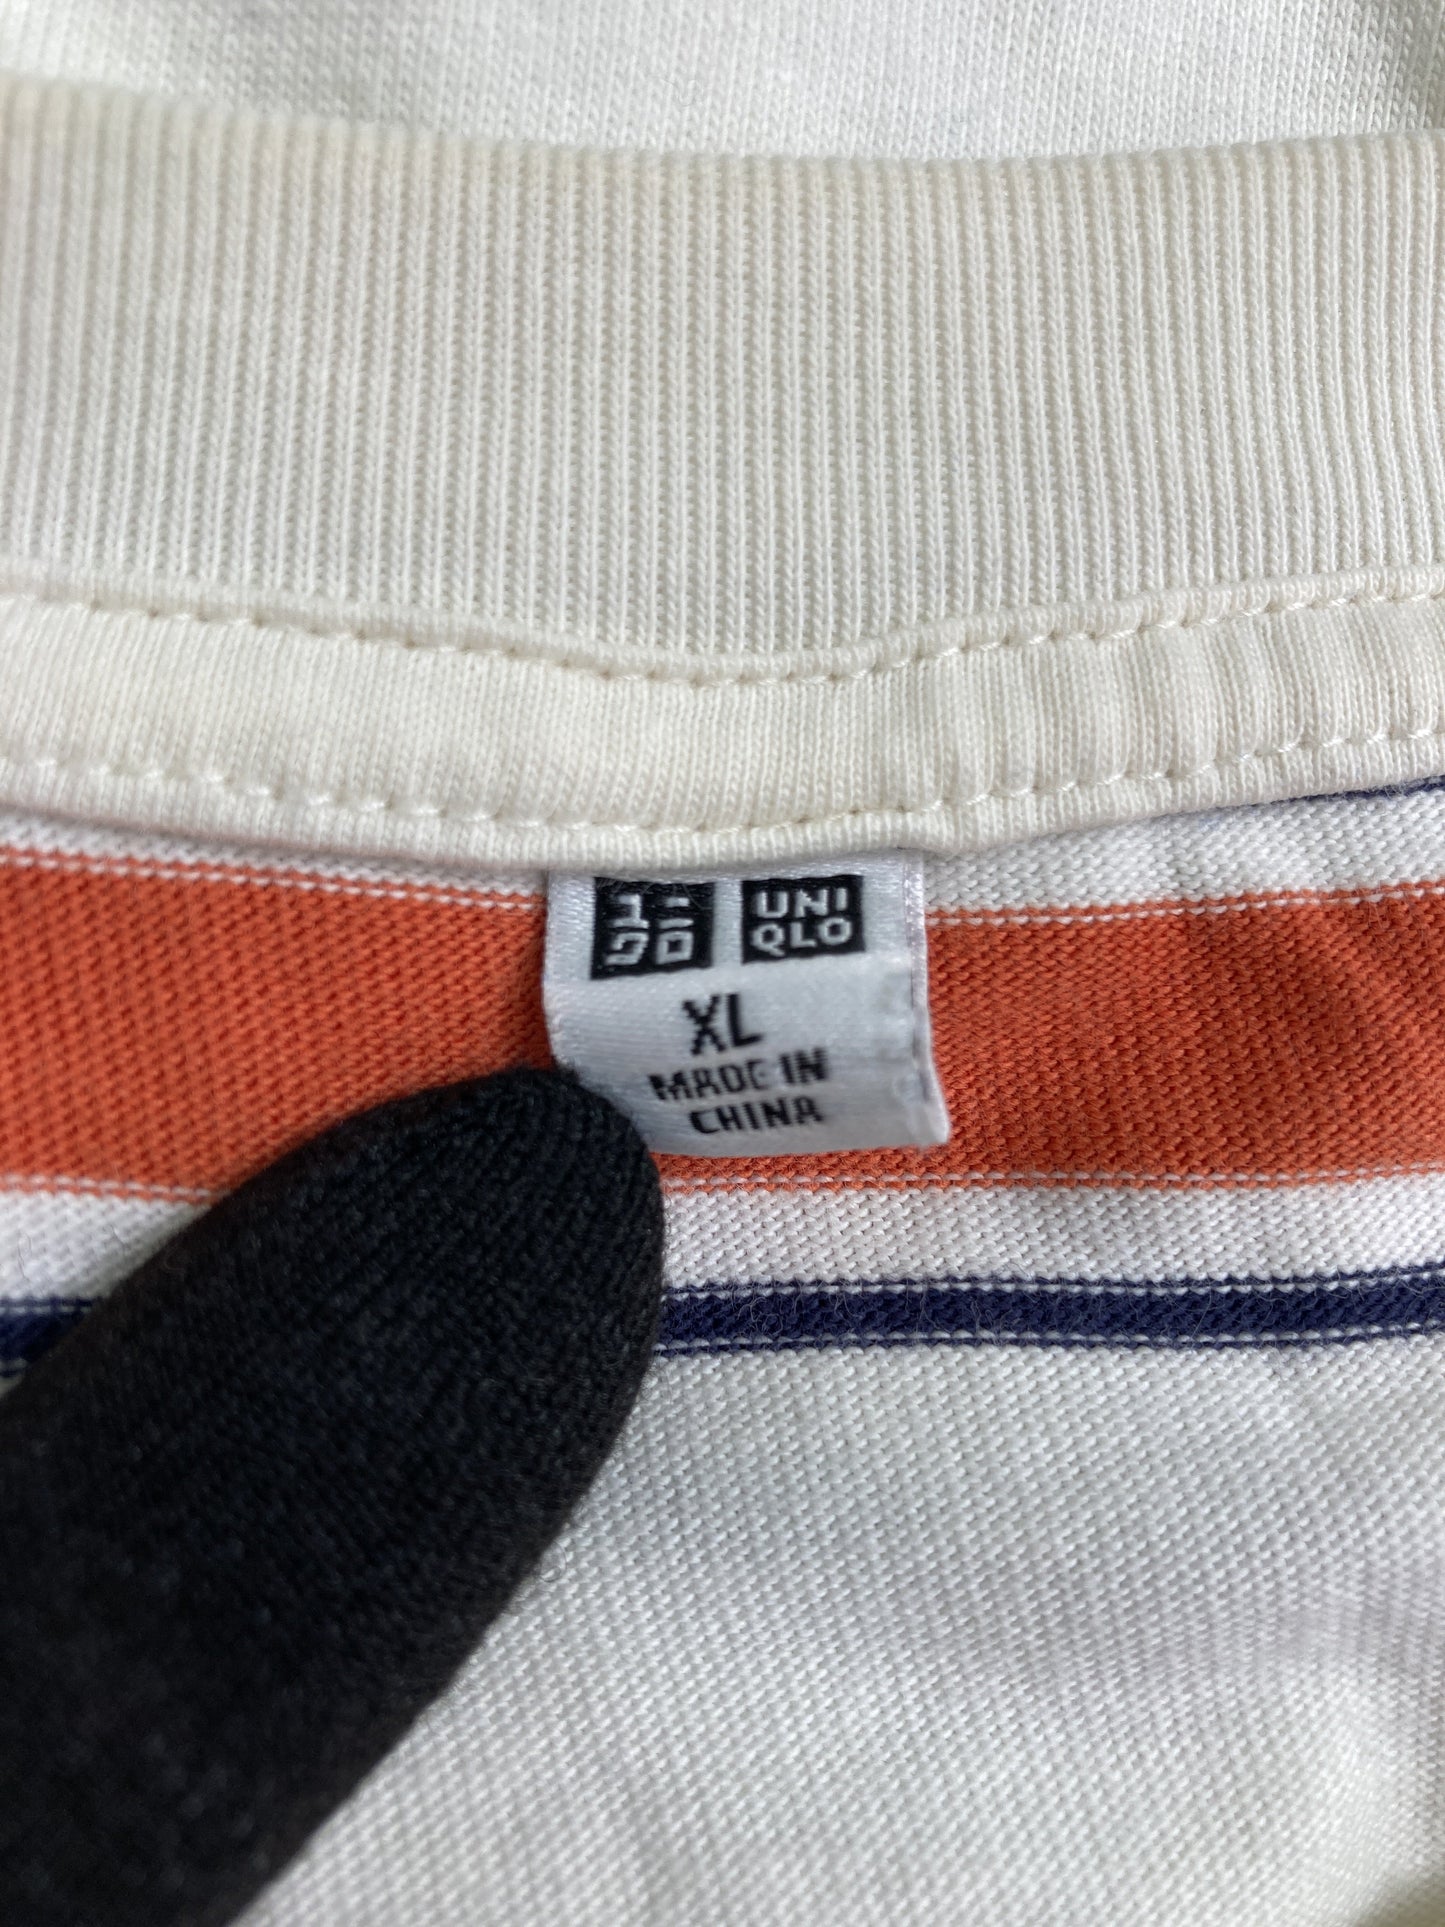 ユニ
クロ
UNI
QLO
XL
MADE IN
CHINA